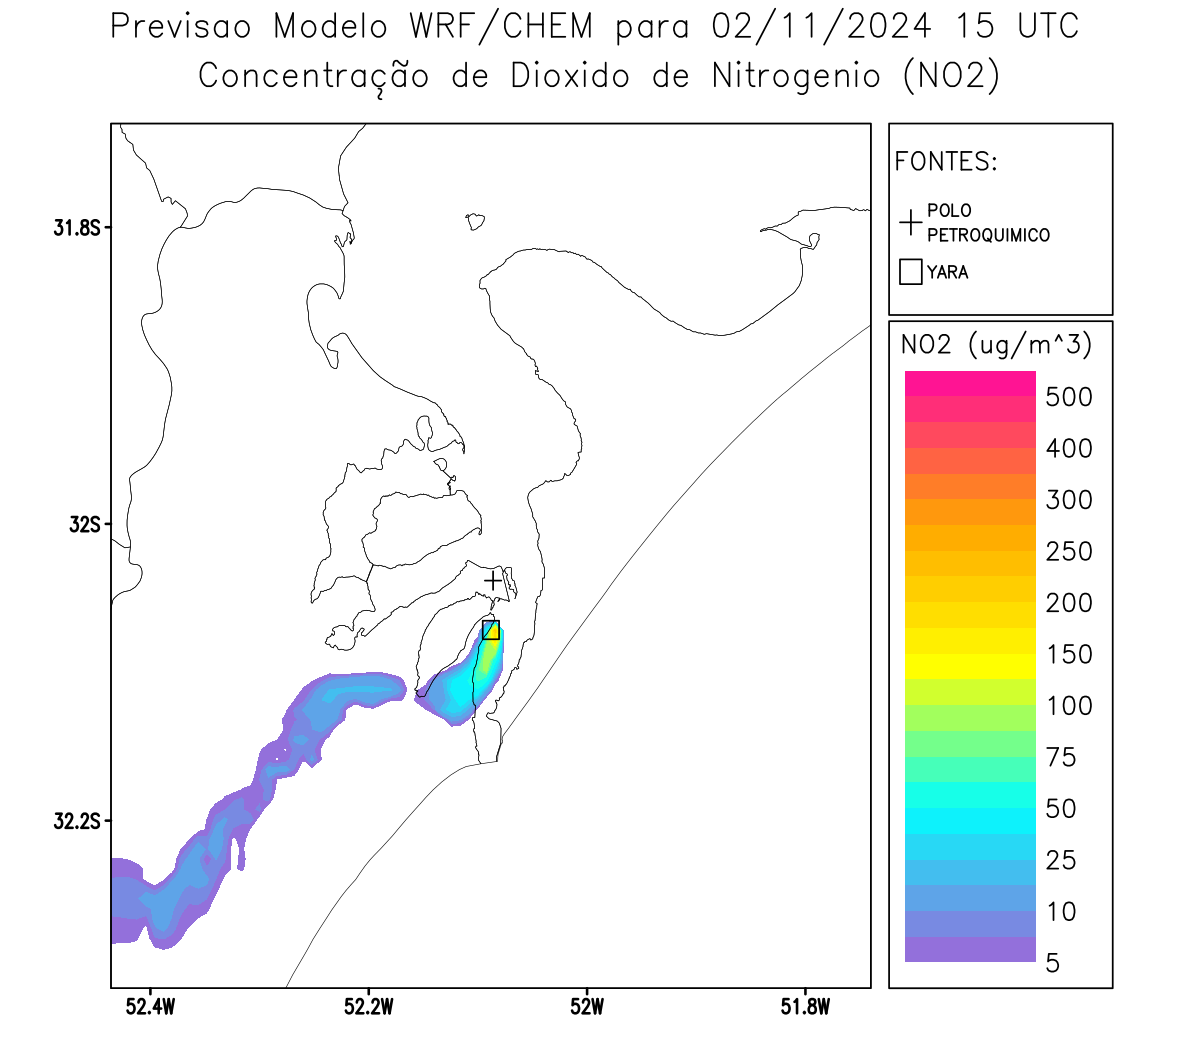 Previsao Modelo WRF/CHEM para 02/11/2024 15 UTC
Concentração de Dioxido de Nitrogenio (NO2)
FONTES:
POLO
PETROQUIMICO
YARA
NO2 (ug/m^3)
500
400
300
250
200
150
100
75
50
25
10
5
31.8S
32S
32.2S
52.4W
52.2W
52W
51.8W